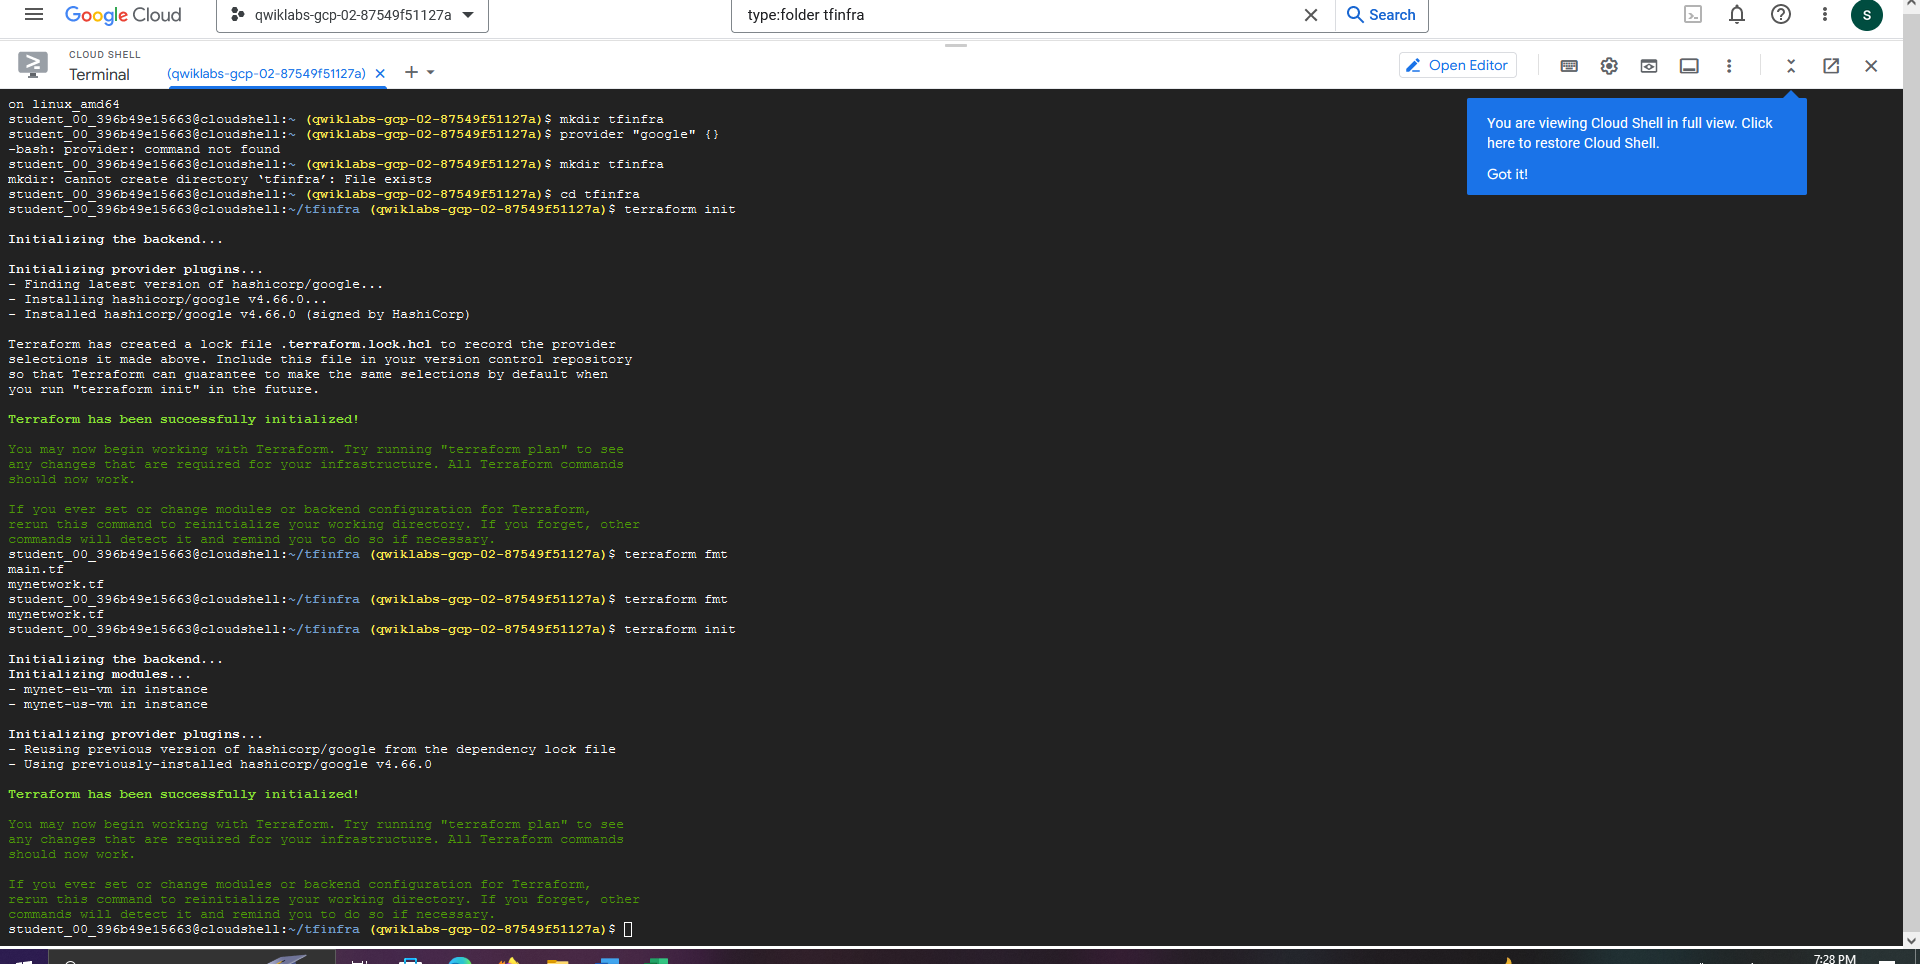 Google Cloud
qwiklabs-gcp-02-87549f51127a
type:folder tfinfra
Search
S
CLOUD SHELL
Terminal
(qwiklabs-gcp-02-87549f51127a)
Open Editor
You are viewing Cloud Shell in full view. Click
here to restore Cloud Shell.
Got it!
on linux_amd64
student_00_396b49e15663@cloudshell:~ (qwiklabs-gcp-02-87549f51127a)$ mkdir tfinfra
student_00_396b49e15663@cloudshell:~ (qwiklabs-gcp-02-87549f51127a)$ provider "google" {}
-bash: provider: command not found
student_00_396b49e15663@cloudshell:~ (qwiklabs-gcp-02-87549f51127a)$ mkdir tfinfra
mkdir: cannot create directory ‘tfinfra’: File exists
student_00_396b49e15663@cloudshell:~ (qwiklabs-gcp-02-87549f51127a)$ cd tfinfra
student_00_396b49e15663@cloudshell:~/tfinfra (qwiklabs-gcp-02-87549f51127a)$ terraform init
Initializing the backend...
Initializing provider plugins...
- Finding latest version of hashicorp/google...
- Installing hashicorp/google v4.66.0...
- Installed hashicorp/google v4.66.0 (signed by HashiCorp)
Terraform has created a lock file .terraform.lock.hcl to record the provider
selections it made above. Include this file in your version control repository
so that Terraform can guarantee to make the same selections by default when
you run "terraform init" in the future.
Terraform has been successfully initialized!
You may now begin working with Terraform. Try running "terraform plan" to see
any changes that are required for your infrastructure. All Terraform commands
should now work.
If you ever set or change modules or backend configuration for Terraform,
rerun this command to reinitialize your working directory. If you forget, other
commands will detect it and remind you to do so if necessary.
student_00_396b49e15663@cloudshell:~/tfinfra (qwiklabs-gcp-02-87549f51127a)$ terraform fmt
main.tf
mynetwork.tf
student_00_396b49e15663@cloudshell:~/tfinfra (qwiklabs-gcp-02-87549f51127a)$ terraform fmt
mynetwork.tf
student_00_396b49e15663@cloudshell:~/tfinfra (qwiklabs-gcp-02-87549f51127a)$ terraform init
Initializing the backend...
Initializing modules...
- mynet-eu-vm in instance
- mynet-us-vm in instance
Initializing provider plugins...
- Reusing previous version of hashicorp/google from the dependency lock file
- Using previously-installed hashicorp/google v4.66.0
Terraform has been successfully initialized!
You may now begin working with Terraform. Try running "terraform plan" to see
any changes that are required for your infrastructure. All Terraform commands
should now work.
If you ever set or change modules or backend configuration for Terraform,
rerun this command to reinitialize your working directory. If you forget, other
commands will detect it and remind you to do so if necessary.
student_00_396b49e15663@cloudshell:~/tfinfra (qwiklabs-gcp-02-87549f51127a)$
7:28 PM